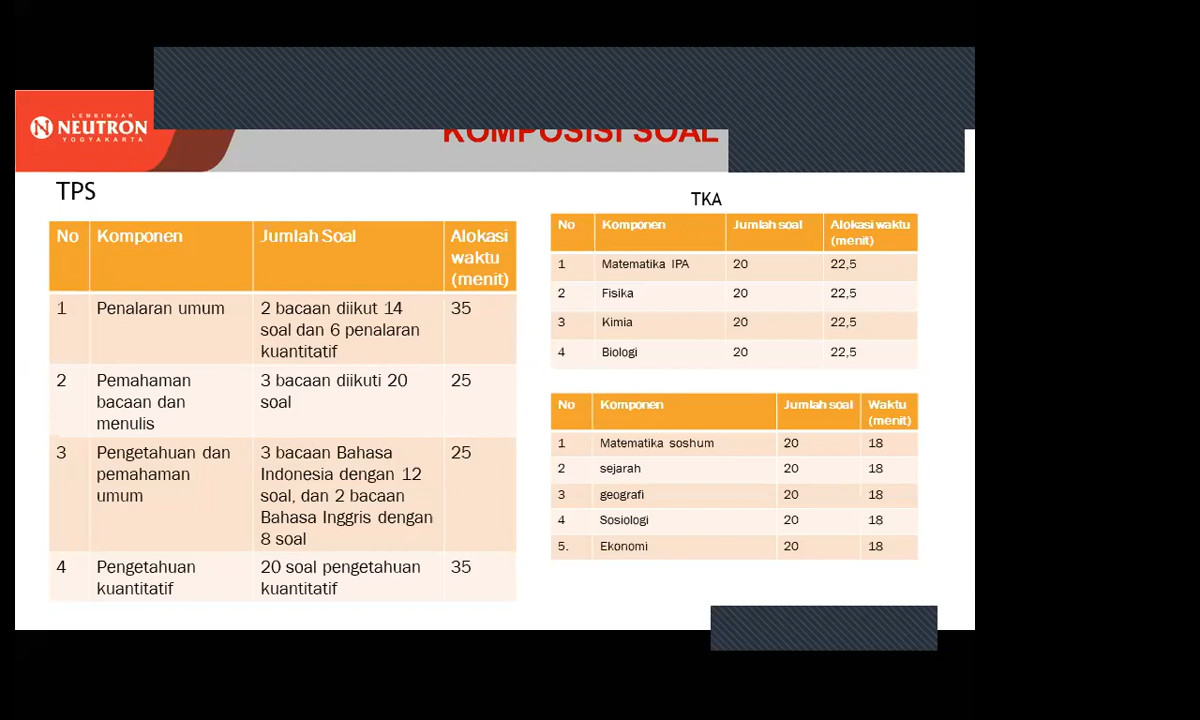 LEMBIMJAR
NEUTRON
YOGYAKARTA
KOMPOSISI SOAL
TPS
No Komponen Jumlah Soal Alokasi
waktu
(menit)
1 Penalaran umum 2 bacaan diikut 14 35
soal dan 6 penalaran
kuantitatif
2 Pemahaman 3 bacaan diikuti 20 25
bacaan dan soal
menulis
3 Pengetahuan dan 3 bacaan Bahasa 25
pemahaman Indonesia dengan 12
umum soal, dan 2 bacaan
Bahasa Inggris dengan
8 soal
4 Pengetahuan 20 soal pengetahuan 35
kuantitatif kuantitatif
TKA
No Komponen Jumlah soal Alokasi waktu
(menit)
1 Matematika IPA 20 22,5
2 Fisika 20 22,5
3 Kimia 20 22,5
4 Biologi 20 22,5
No Komponen Jumlah soal Waktu
(menit)
1 Matematika soshum 20 18
2 sejarah 20 18
3 geografi 20 18
4 Sosiologi 20 18
5. Ekonomi 20 18